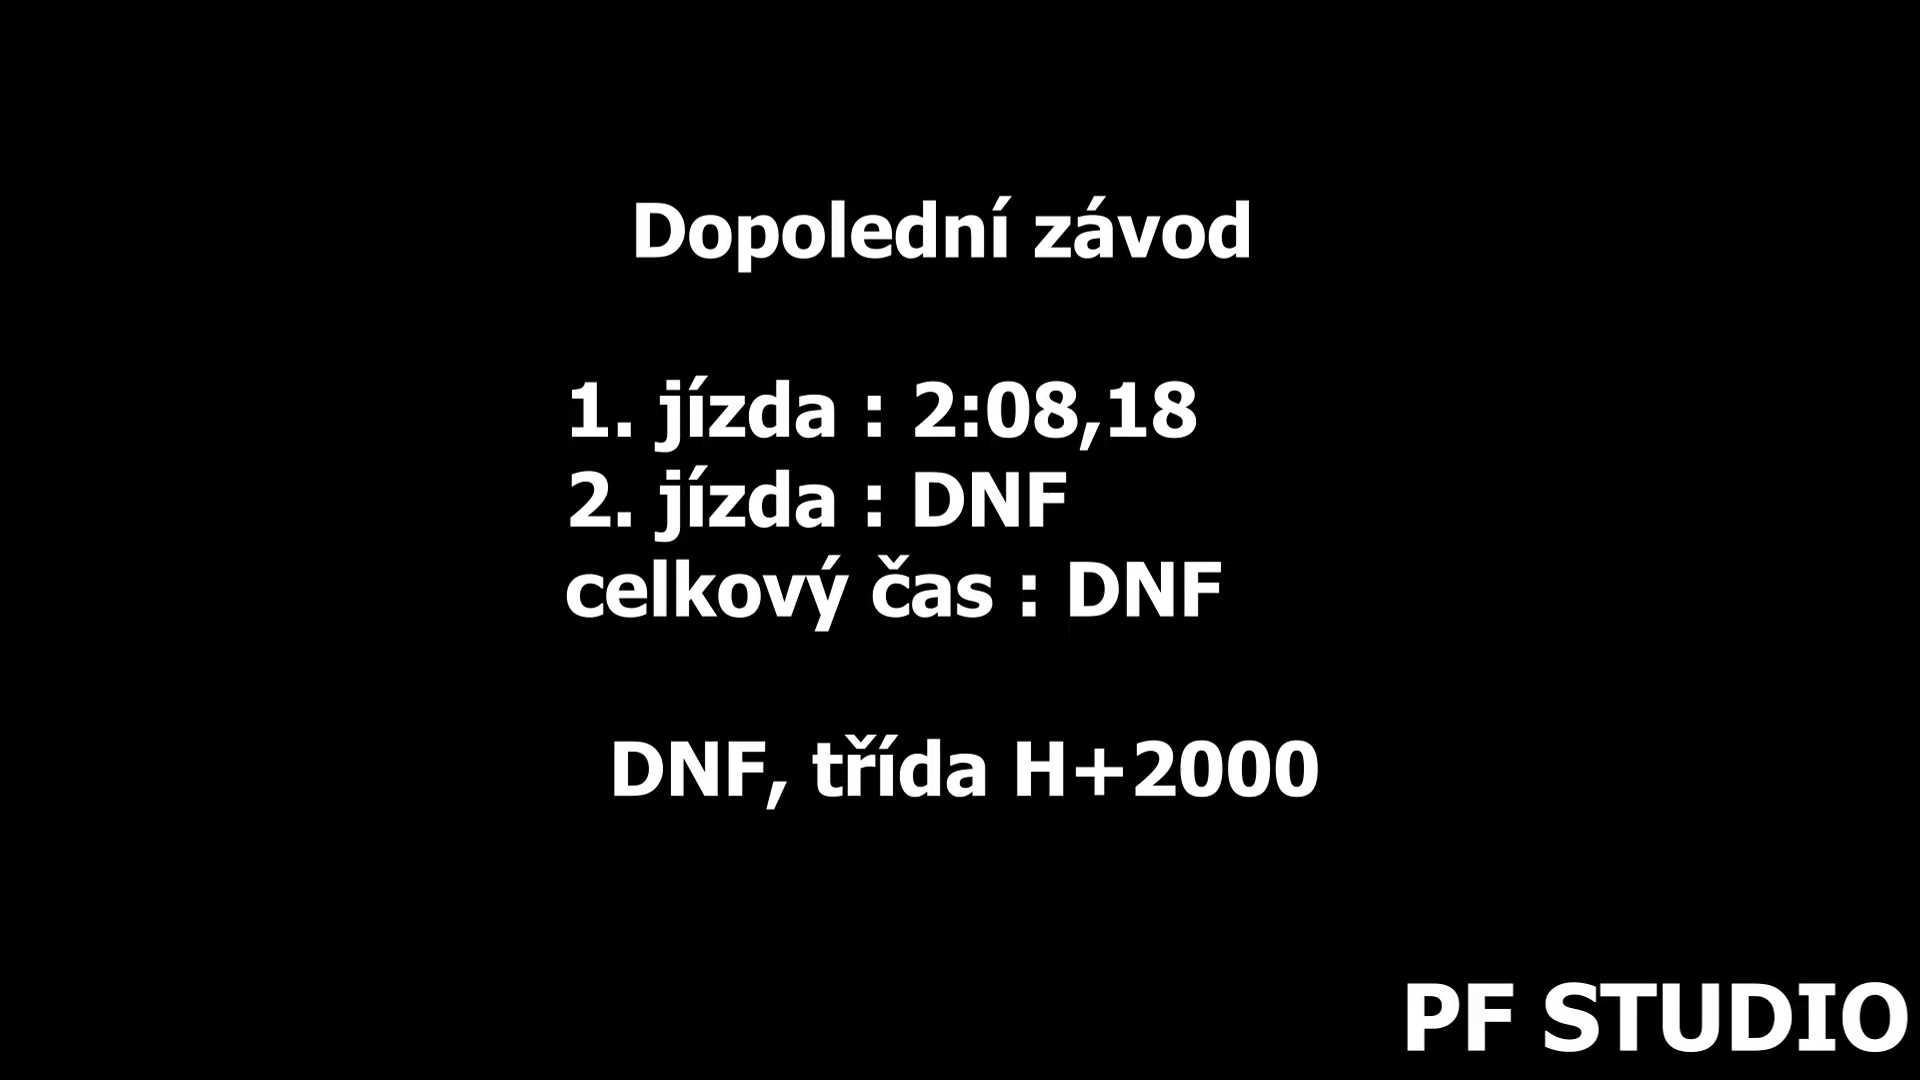 Dopolední závod
1. jízda : 2:08,18
2. jízda : DNF
celkový čas : DNF
DNF, třída H+2000
PF STUDIO